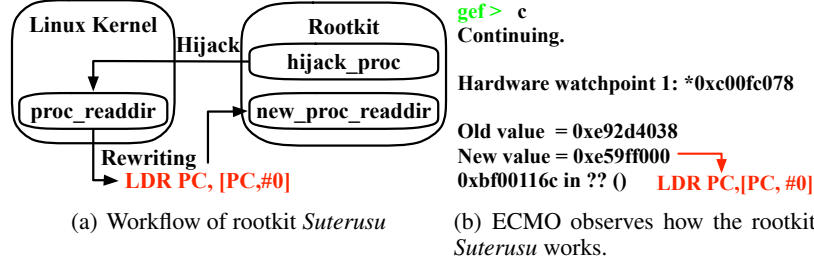 Linux Kernel
Rootkit
Hijack
hijack_proc
proc_readdir
new_proc_readdir
Rewriting
LDR PC, [PC,#0]
(a) Workflow of rootkit Suterusu
gef > c
Continuing.
Hardware watchpoint 1: *0xc00fc078
Old value = 0xe92d4038
New value = 0xe59ff000
0xbf00116c in ?? ()
LDR PC,[PC, #0]
(b) ECMO observes how the rootkit
Suterusu works.